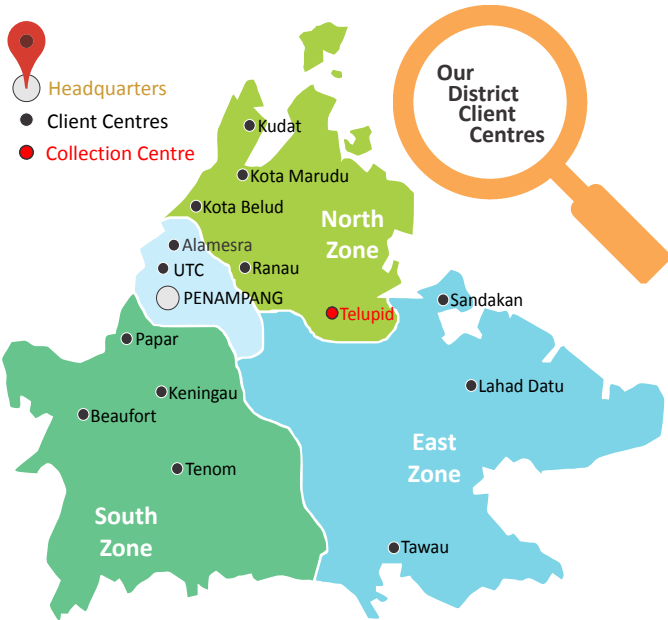 Headquarters
Client Centres
Collection Centre
Our
District
Client
Centres
Kudat
Kota Marudu
Kota Belud
North
Zone
Alamesra
UTC
Ranau
PENAMPANG
Telupid
Sandakan
Papar
Keningau
Beaufort
Lahad Datu
East
Zone
Tenom
South
Zone
Tawau